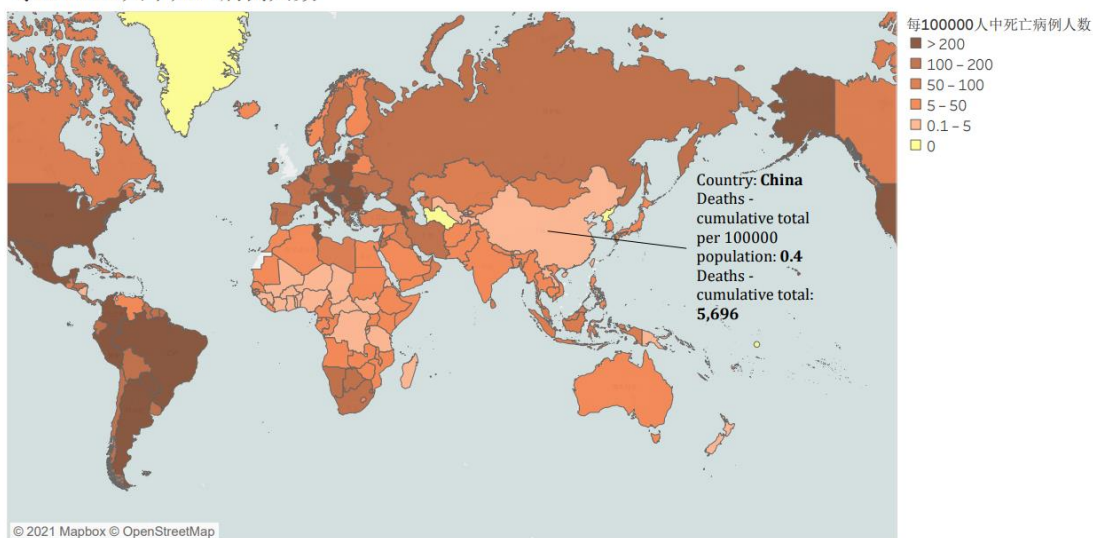 每100000人中死亡病例人数
> 200
100 – 200
50 – 100
5 – 50
0.1 – 5
0
Country: China
Deaths -
cumulative total
per 100000
population: 0.4
Deaths -
cumulative total:
5,696
© 2021 Mapbox © OpenStreetMap